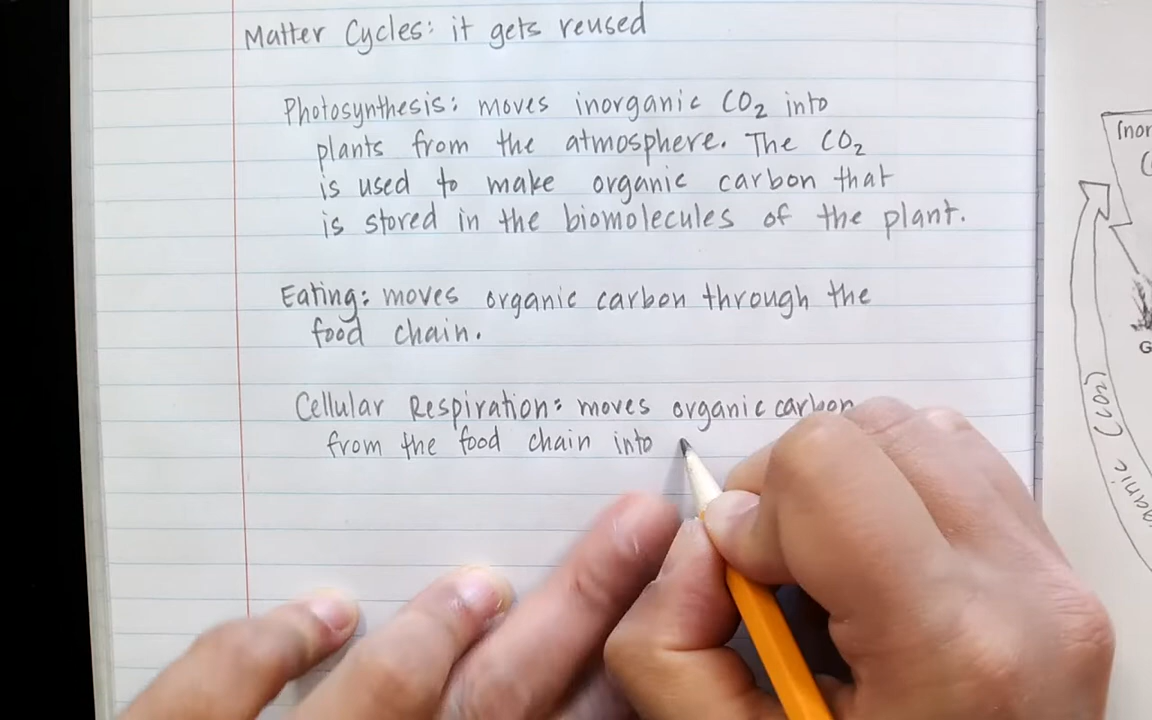 Matter Cycles: it gets reused
Photosynthesis: moves inorganic CO₂ into
plants from the atmosphere. The CO₂
is used to make organic carbon that
is stored in the biomolecules of the plant.
Eating: moves organic carbon through the
food chain.
Cellular Respiration: moves organic carbon
from the food chain into
(CO₂)